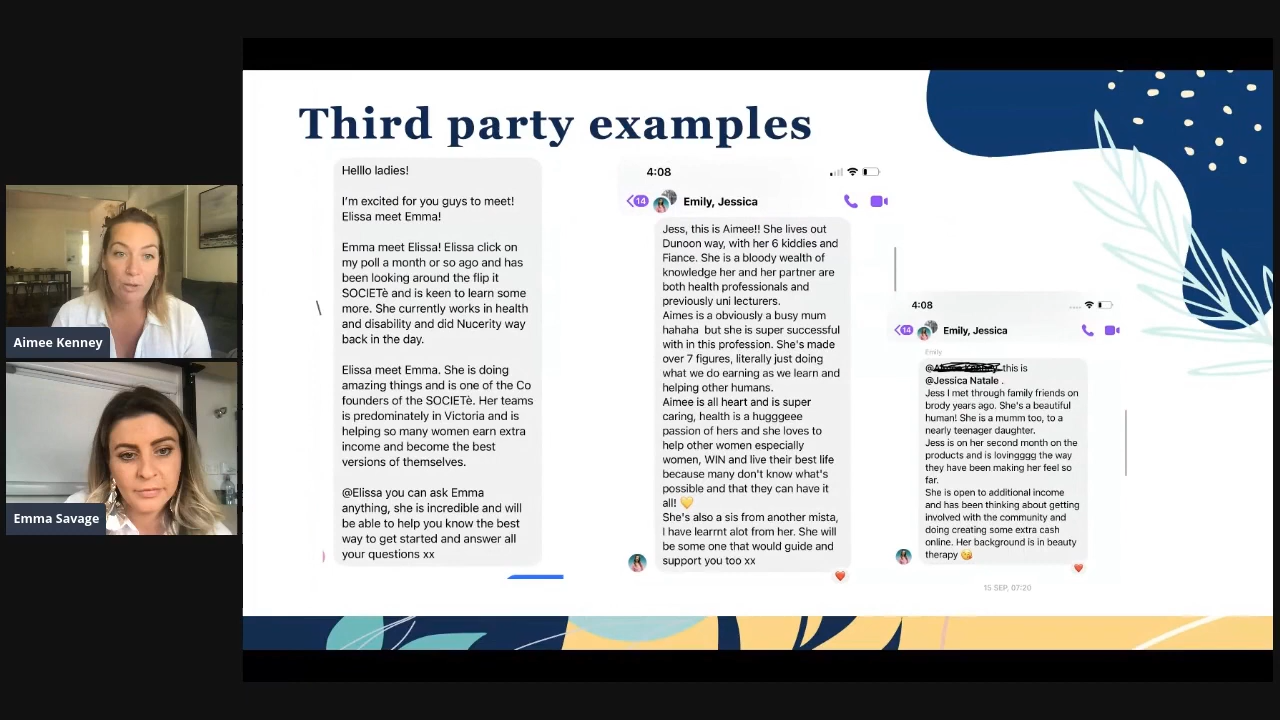 Third party examples
Helllo ladies!
I'm excited for you guys to meet!
Elissa meet Emma!
Emma meet Elissa! Elissa click on
my poll a month or so ago and has
been looking around the flip it
SOCIETè and is keen to learn some
more. She currently works in health
and disability and did Nucerity way
back in the day.
Elissa meet Emma. She is doing
amazing things and is one of the Co
founders of the SOCIETè. Her teams
is predominately in Victoria and is
helping so many women earn extra
income and become the best
versions of themselves.
@Elissa you can ask Emma
anything, she is incredible and will
be able to help you know the best
way to get started and answer all
your questions xx
4:08
14
Emily, Jessica
Jess, this is Aimee!! She lives out
Dunoon way, with her 6 kiddies and
Fiance. She is a bloody wealth of
knowledge her and her partner are
both health professionals and
previously uni lecturers.
Aimes is a obviously a busy mum
hahaha but she is super successful
with in this profession. She's made
over 7 figures, literally just doing
what we do earning as we learn and
helping other humans.
Aimee is all heart and is super
caring, health is a hugggeee
passion of hers and she loves to
help other women especially
women, WIN and live their best life
because many don't know what's
possible and that they can have it
all! 💛
She's also a sis from another mista,
I have learrnt alot from her. She will
be some one that would guide and
support you too xx
4:08
14
Emily, Jessica
Emily
this is
@Jessica Natale .
Jess I met through family friends on
brody years ago. She's a beautiful
human! She is a mumm too, to a
nearly teenager daughter.
Jess is on her second month on the
products and is lovingggg the way
they have been making her feel so
far.
She is open to additional income
and has been thinking about getting
involved with the community and
doing creating some extra cash
online. Her background is in beauty
therapy 🥳
15 SEP, 07:20
Aimee Kenney
Emma Savage